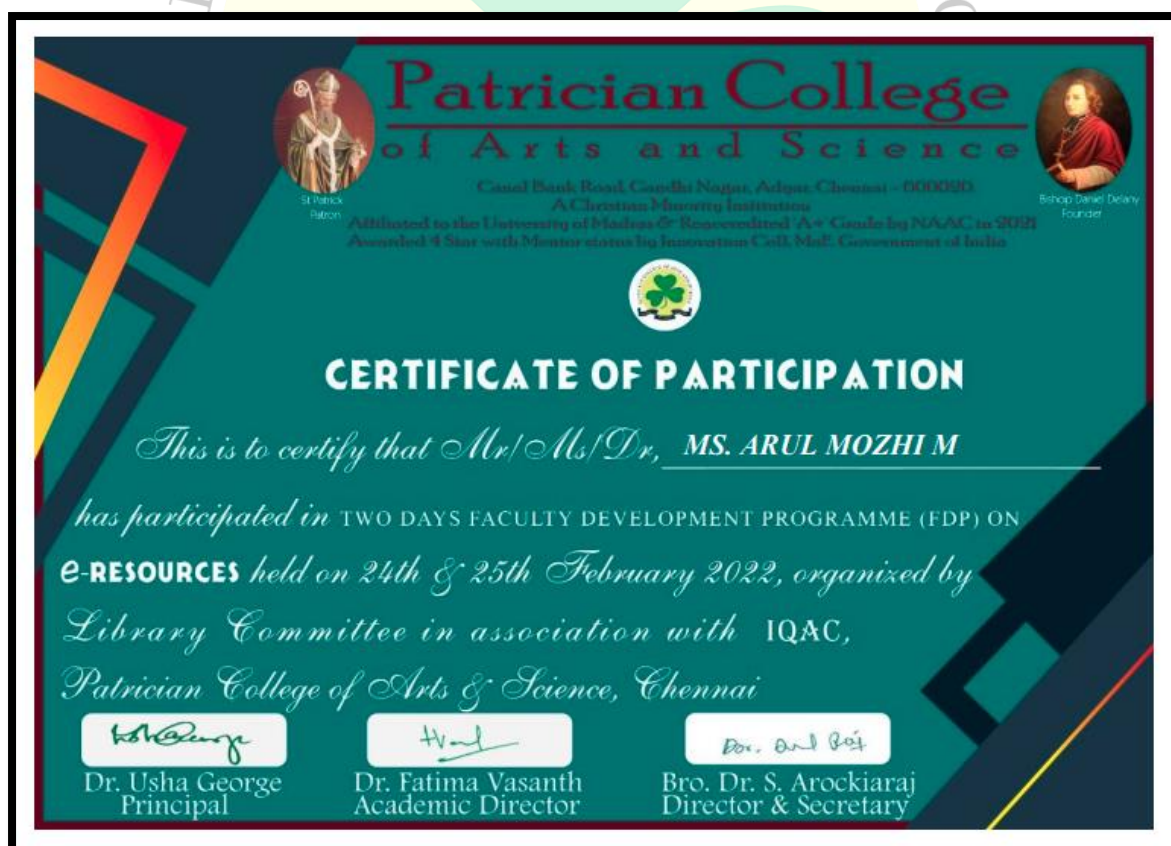 Patrician College
of Arts and Science
Canal Bank Road, Gandhi Nagar, Adyar, Chennai - 600020.
A Christian Minority Institution
Affiliated to the University of Madras & Reaccredited 'A+' Grade by NAAC in 2021
Awarded 4 Star with Mentor status by Innovation Cell, MoE, Government of India
St Patrick
Patron
Bishop Daniel Delany
Founder
CERTIFICATE OF PARTICIPATION
This is to certify that Mr/Ms/Dr, MS. ARUL MOZHI M
has participated in TWO DAYS FACULTY DEVELOPMENT PROGRAMME (FDP) ON
e-RESOURCES held on 24th & 25th February 2022, organized by
Library Committee in association with IQAC,
Patrician College of Arts & Science, Chennai
Dr. Usha George
Principal
Dr. Fatima Vasanth
Academic Director
Bro. Dr. S. Arockiaraj
Director & Secretary